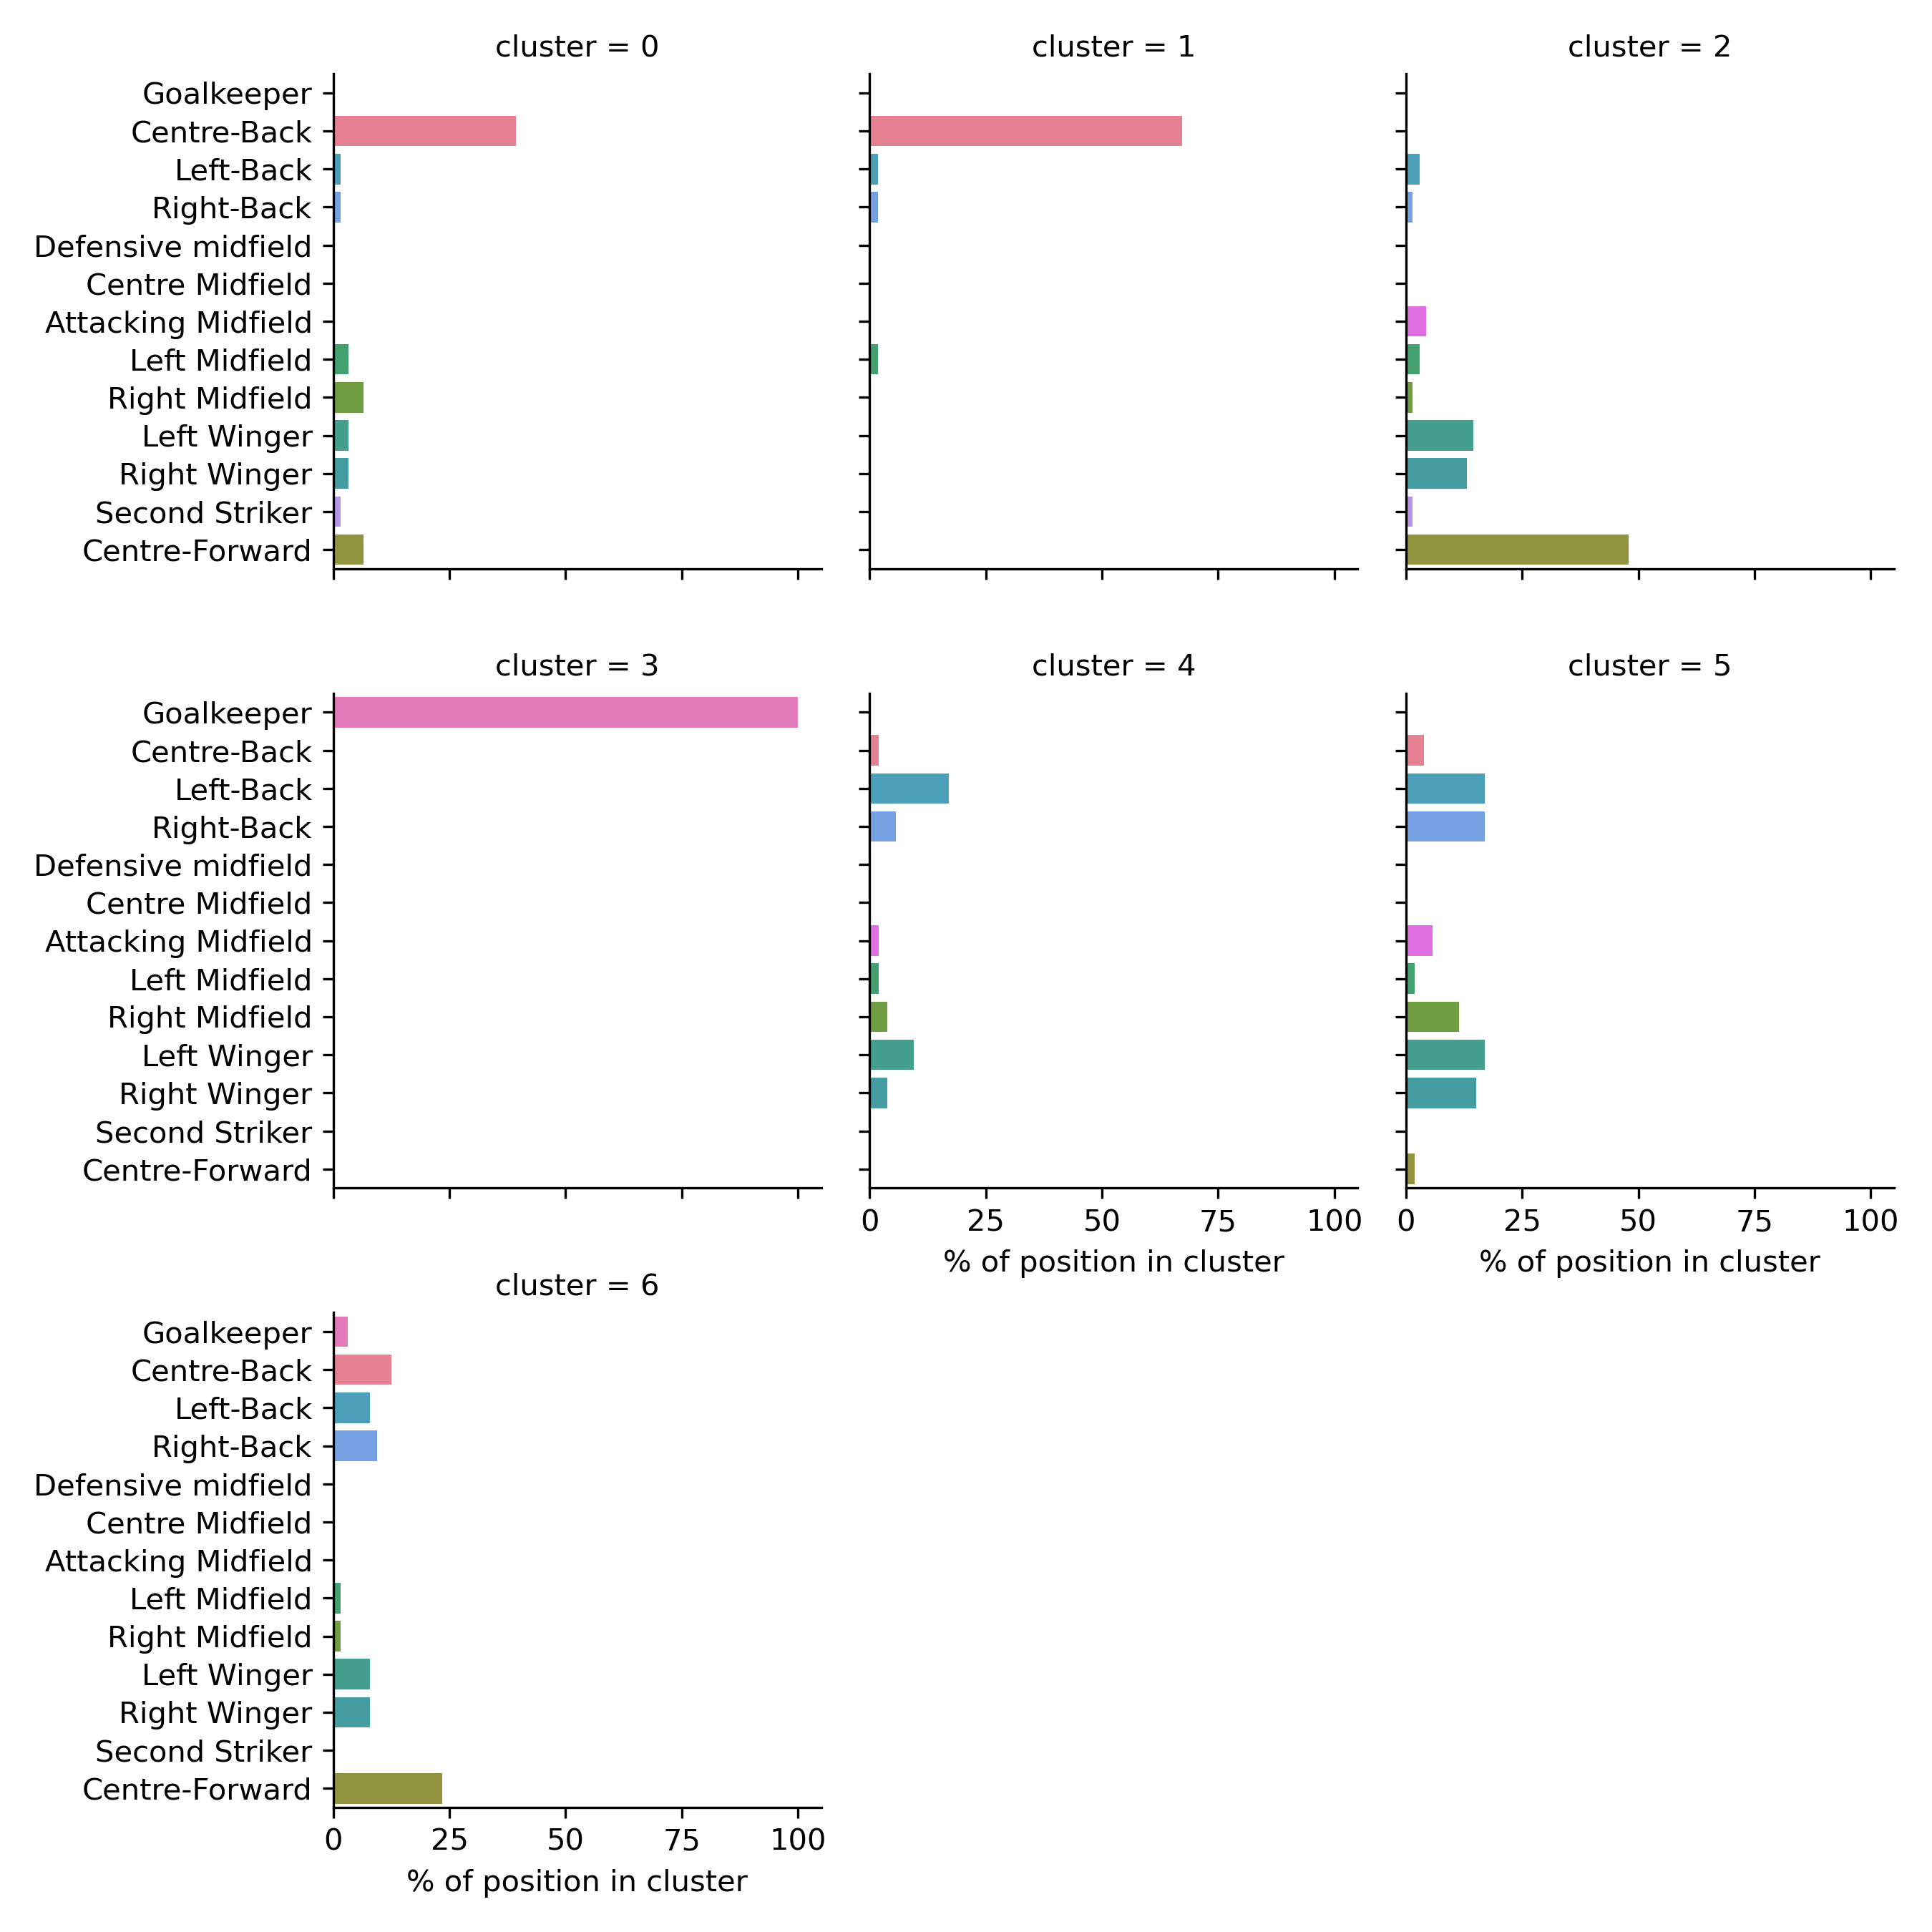 cluster = 0
cluster = 1
cluster = 2
Goalkeeper
Centre-Back
Left-Back
Right-Back
Defensive midfield
Centre Midfield
Attacking Midfield
Left Midfield
Right Midfield
Left Winger
Right Winger
Second Striker
Centre-Forward
cluster = 3
cluster = 4
cluster = 5
Goalkeeper
Centre-Back
Left-Back
Right-Back
Defensive midfield
Centre Midfield
Attacking Midfield
Left Midfield
Right Midfield
Left Winger
Right Winger
Second Striker
Centre-Forward
0 25 50 75 100
0 25 50 75 100
% of position in cluster
% of position in cluster
cluster = 6
Goalkeeper
Centre-Back
Left-Back
Right-Back
Defensive midfield
Centre Midfield
Attacking Midfield
Left Midfield
Right Midfield
Left Winger
Right Winger
Second Striker
Centre-Forward
0 25 50 75 100
% of position in cluster